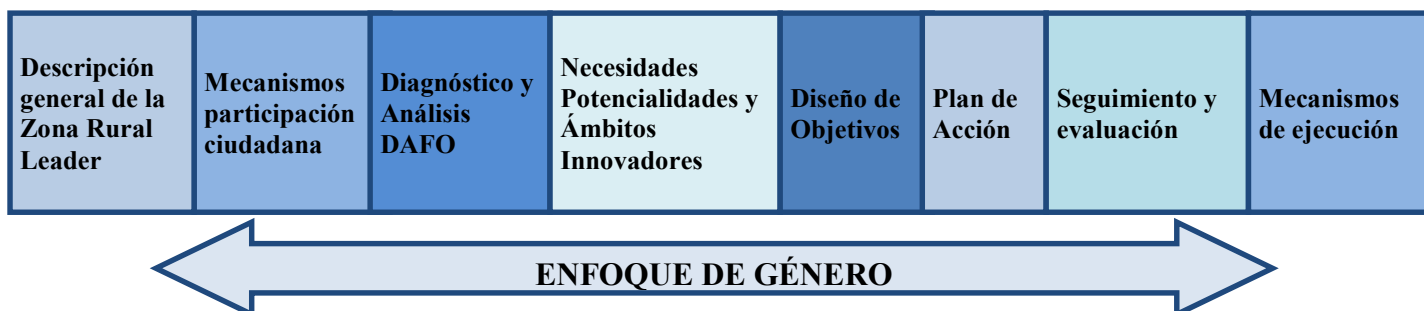 Descripción
general de la
Zona Rural
Leader
Mecanismos
participación
ciudadana
Diagnóstico y
Análisis
DAFO
Necesidades
Potencialidades y
Ámbitos
Innovadores
Diseño de
Objetivos
Plan de
Acción
Seguimiento y
evaluación
Mecanismos
de ejecución
ENFOQUE DE GÉNERO